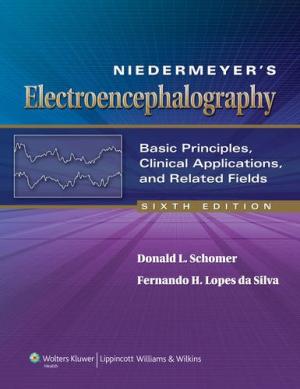 NIEDERMEYER'S
Electroencephalography
Basic Principles,
Clinical Applications,
and Related Fields
SIXTH EDITION
Donald L. Schomer
Fernando H. Lopes da Silva
Wolters Kluwer | Lippincott Williams & Wilkins
Health